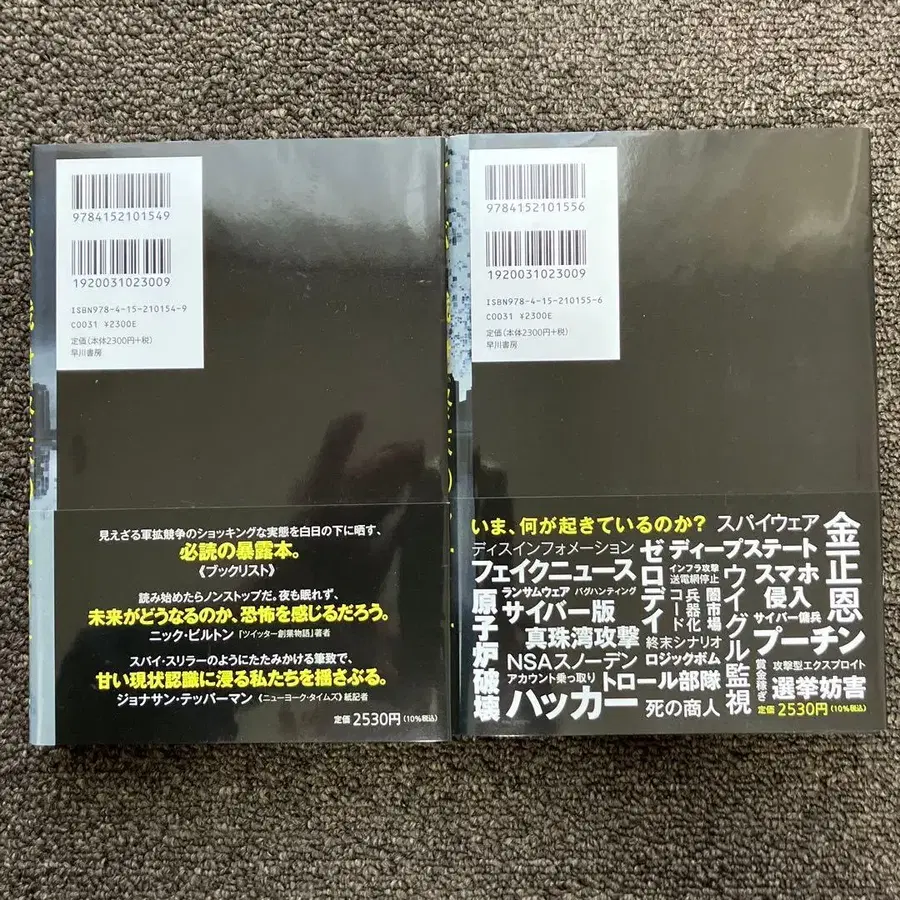 9784152101549
1920031023009
ISBN978-4-15-210154-9
C0031 ¥2300E
定価(本体2300円+税)
早川書房
見えざる軍拡競争のショッキングな実態を白日の下に晒す、
必読の暴露本。
《ブックリスト》
読み始めたらノンストップだ。夜も眠れず、
未来がどうなるのか、恐怖を感じるだろう。
ニック・ビルトン『ツイッター創業物語』著者
スパイ・スリラーのようにたたみかける筆致で、
甘い現状認識に浸る私たちを揺さぶる。
ジョナサン・テッパーマン《ニューヨーク・タイムズ》紙記者
定価 2530円(10%税込)
9784152101556
1920031023009
ISBN978-4-15-210155-6
C0031 ¥2300E
定価(本体2300円+税)
早川書房
いま、何が起きているのか?
スパイウェア
金正恩
ディスインフォメーション
ゼロデイ
ディープステート
フェイクニュース
インフラ攻撃
送電網停止
ウイグル監視
スマホ
侵入
原子炉破壊
ランサムウェア
バグハンティング
コード
兵器化
闇市場
サイバー傭兵
サイバー版
真珠湾攻撃
終末シナリオ
プーチン
NSAスノーデン
ロジックボム
賞金稼ぎ
攻撃型エクスプロイト
アカウント乗っ取り
トロール部隊
選挙妨害
ハッカー
死の商人
定価 2530円(10%税込)